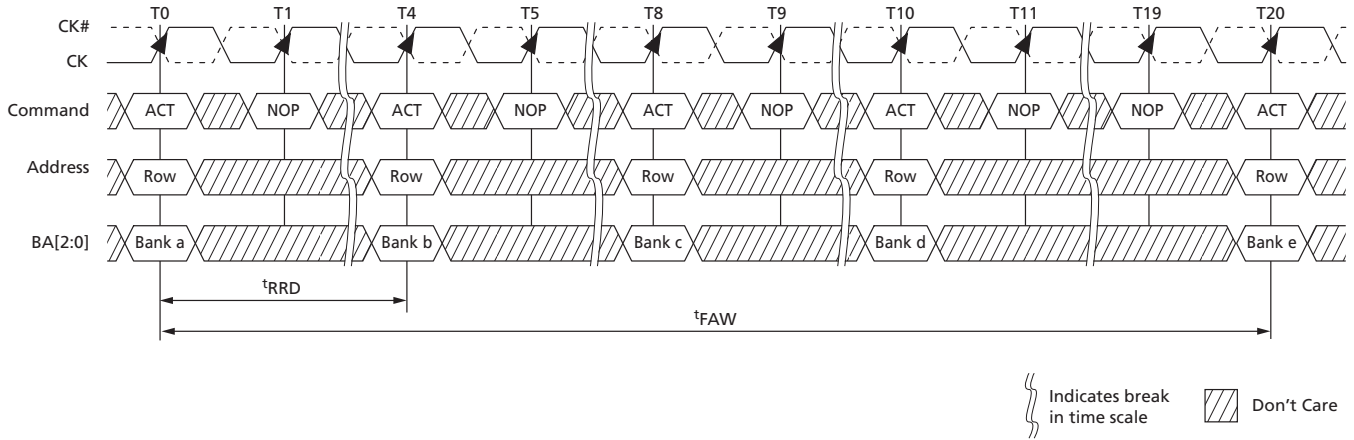 T0 T1 T4 T5 T8 T9 T10 T11 T19 T20
CK#
CK
Command ACT NOP ACT NOP ACT NOP ACT NOP NOP ACT
Address Row Row Row Row Row
BA[2:0] Bank a Bank b Bank c Bank d Bank e
tRRD
tFAW
Indicates break
in time scale
Don't Care